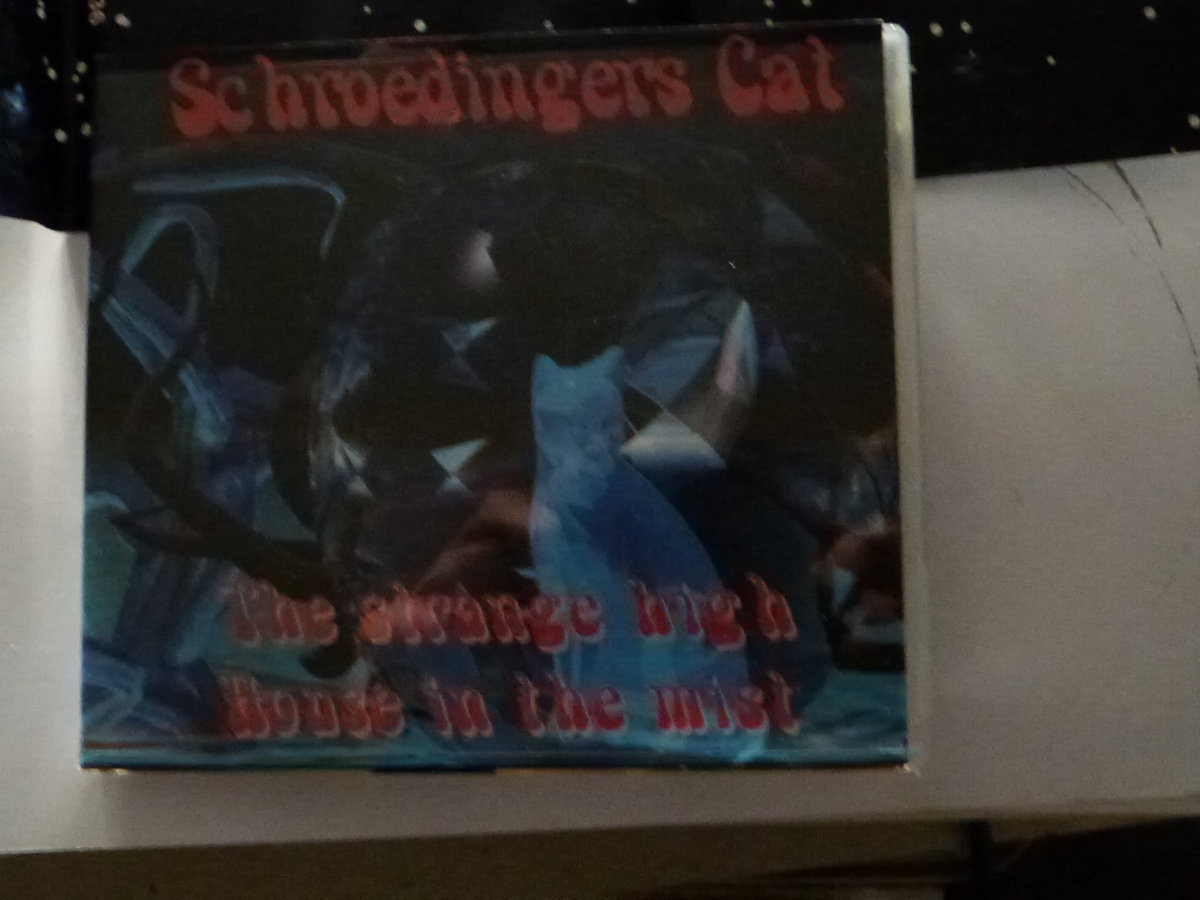 Schroedingers Cat
The strange high
House in the mist